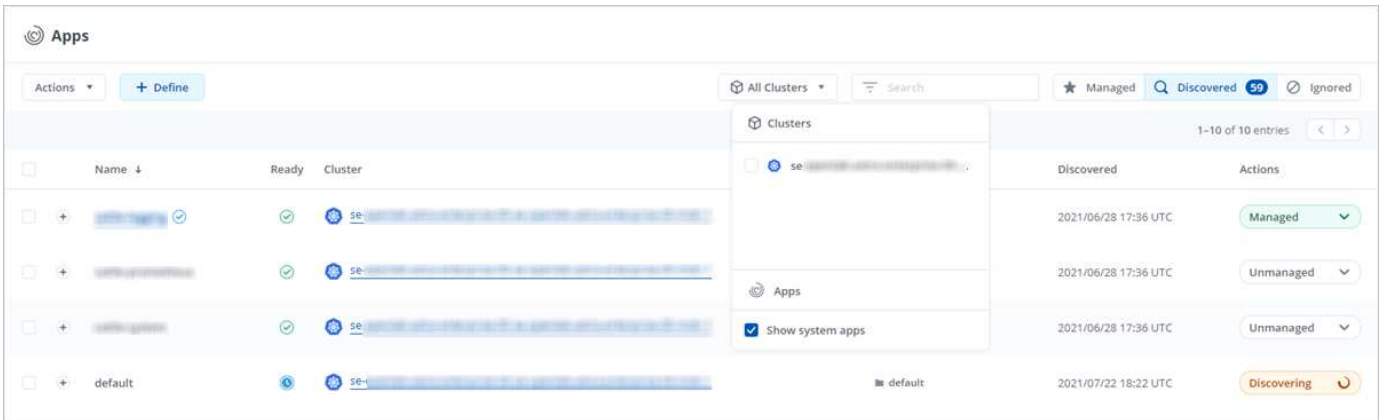 Apps
Actions + Define All Clusters Search Managed Discovered 59 Ignored
Clusters 1–10 of 10 entries
Name Ready Cluster se Discovered Actions
se- 2021/06/28 17:36 UTC Managed
se- 2021/06/28 17:36 UTC Unmanaged
Apps
se 2021/06/28 17:36 UTC Unmanaged
Show system apps
default se- default 2021/07/22 18:22 UTC Discovering